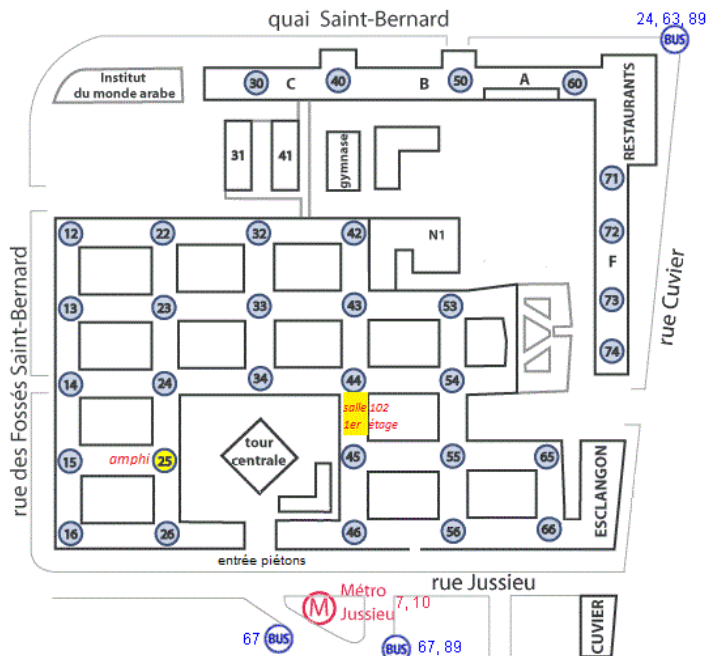 quai Saint-Bernard
24, 63, 89
BUS
Institut
du monde arabe
30 C 40 B 50 A 60
RESTAURANTS
31 41 gymnase
71
12 22 32 42 N1 72
F
rue des Fossés Saint-Bernard
rue Cuvier
13 23 33 43 53 73
74
14 24 34 44 54
salle 102
1er étage
tour
centrale
15 amphi 25 45 55 65
ESCLANGON
16 26 46 56 66
entrée piétons
rue Jussieu
M Métro
Jussieu 7, 10
CUVIER
67 BUS
BUS 67, 89